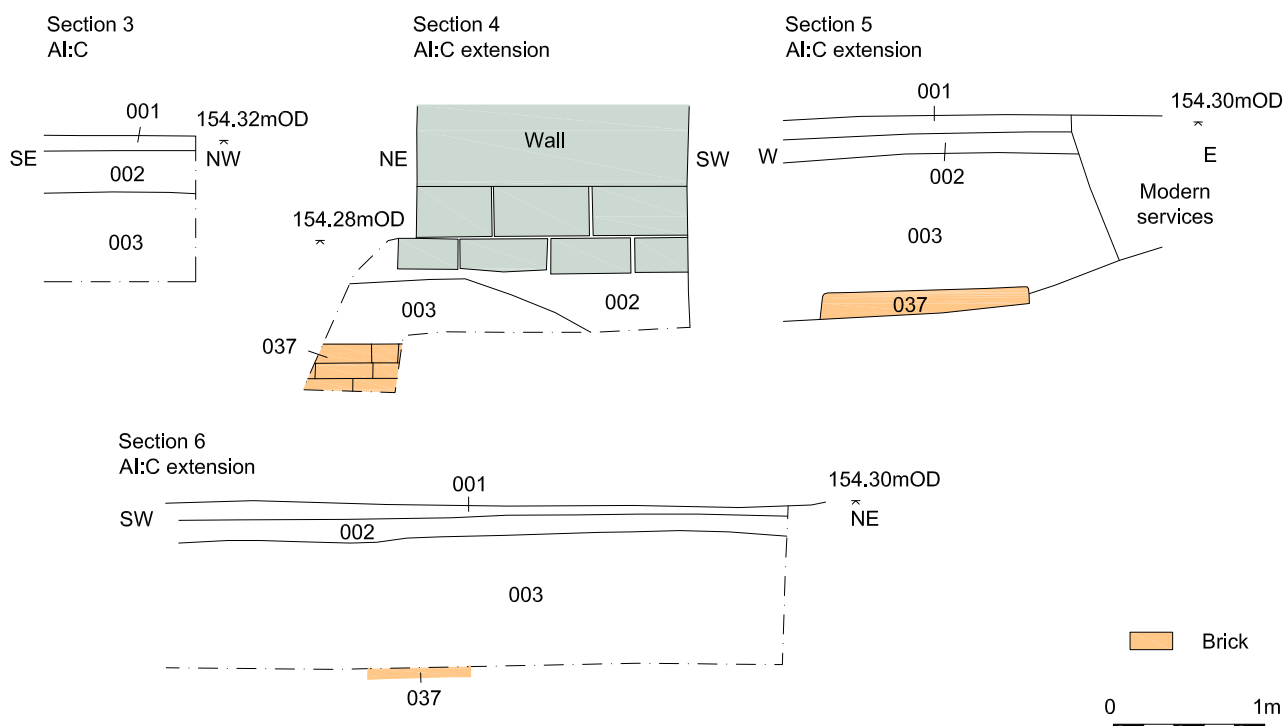 Section 3
AI:C
001
154.32mOD
SE
NW
002
003
Section 4
AI:C extension
Wall
NE
SW
154.28mOD
003
002
037
Section 5
AI:C extension
001
154.30mOD
W
E
002
Modern
services
003
037
Section 6
AI:C extension
001
154.30mOD
SW
NE
002
003
037
Brick
0
1m